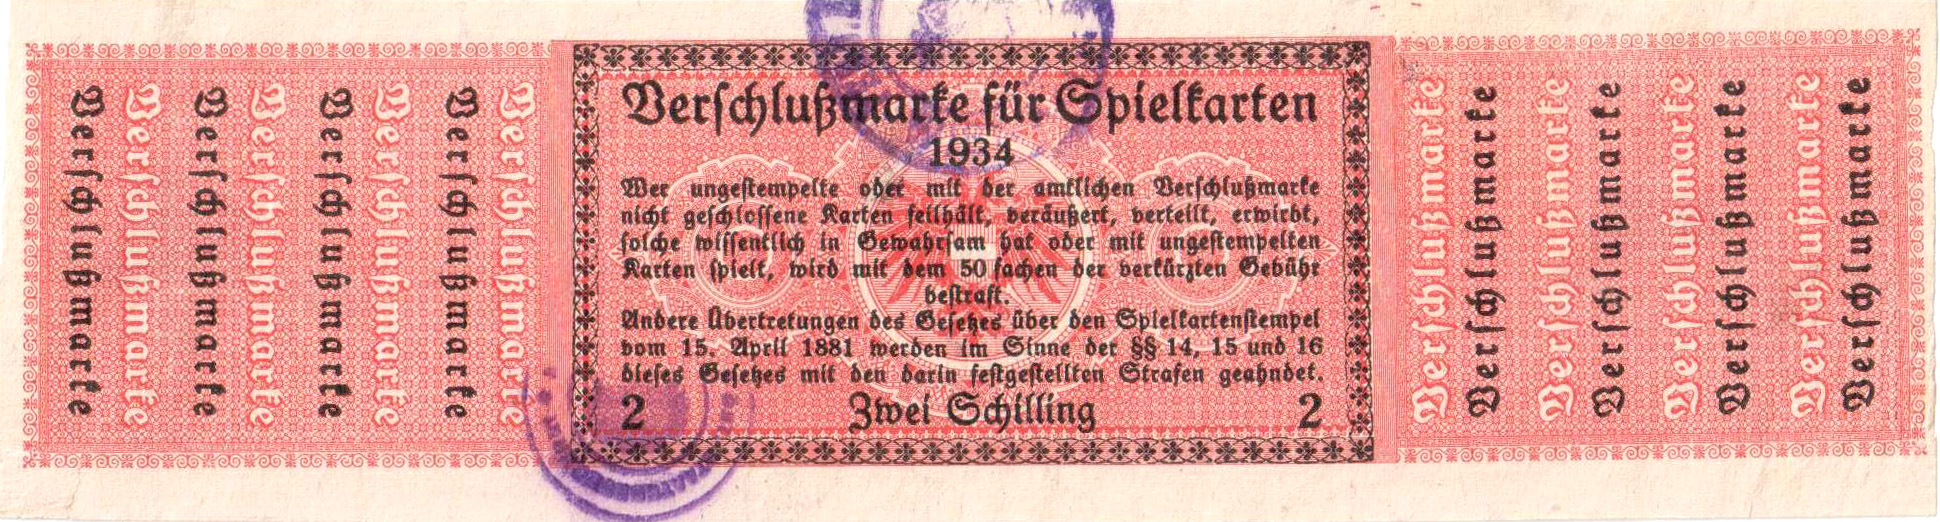 Verschlußmarke
Verschlußmarke
Verschlußmarke
Verschlußmarke
Verschlußmarke
Verschlußmarke
Verschlußmarke
Verschlußmarke
Verschlußmarke für Spielkarten
1934
Wer ungestempelte oder mit der amtlichen Verschlußmarke
nicht geschlossene Karten feilhält, veräußert, verteilt, erwirbt,
solche wissentlich in Gewahrsam hat oder mit ungestempelten
Karten spielt, wird mit dem 50 fachen der verkürzten Gebühr
bestraft.
Andere Übertretungen des Gesetzes über den Spielkartenstempel
vom 15. April 1881 werden im Sinne der §§ 14, 15 und 16
dieses Gesetzes mit den darin festgestellten Strafen geahndet.
2 Zwei Schilling 2
Verschlußmarke
Verschlußmarke
Verschlußmarke
Verschlußmarke
Verschlußmarke
Verschlußmarke
Verschlußmarke
Verschlußmarke